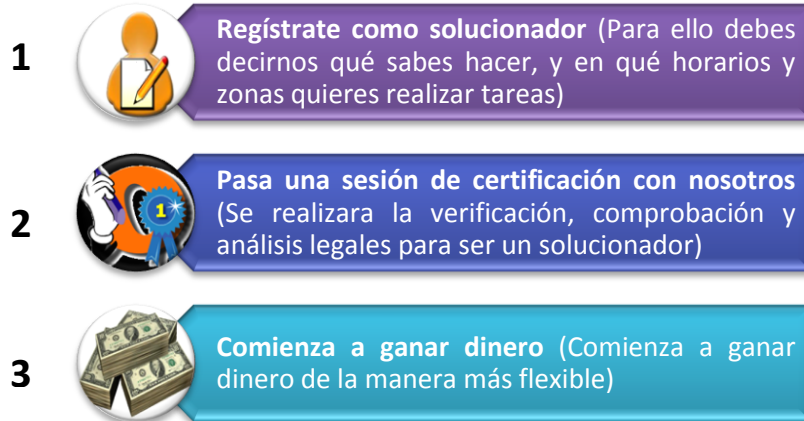 1
Regístrate como solucionador (Para ello debes
decirnos qué sabes hacer, y en qué horarios y
zonas quieres realizar tareas)
2
1
Pasa una sesión de certificación con nosotros
(Se realizara la verificación, comprobación y
análisis legales para ser un solucionador)
3
Comienza a ganar dinero (Comienza a ganar
dinero de la manera más flexible)